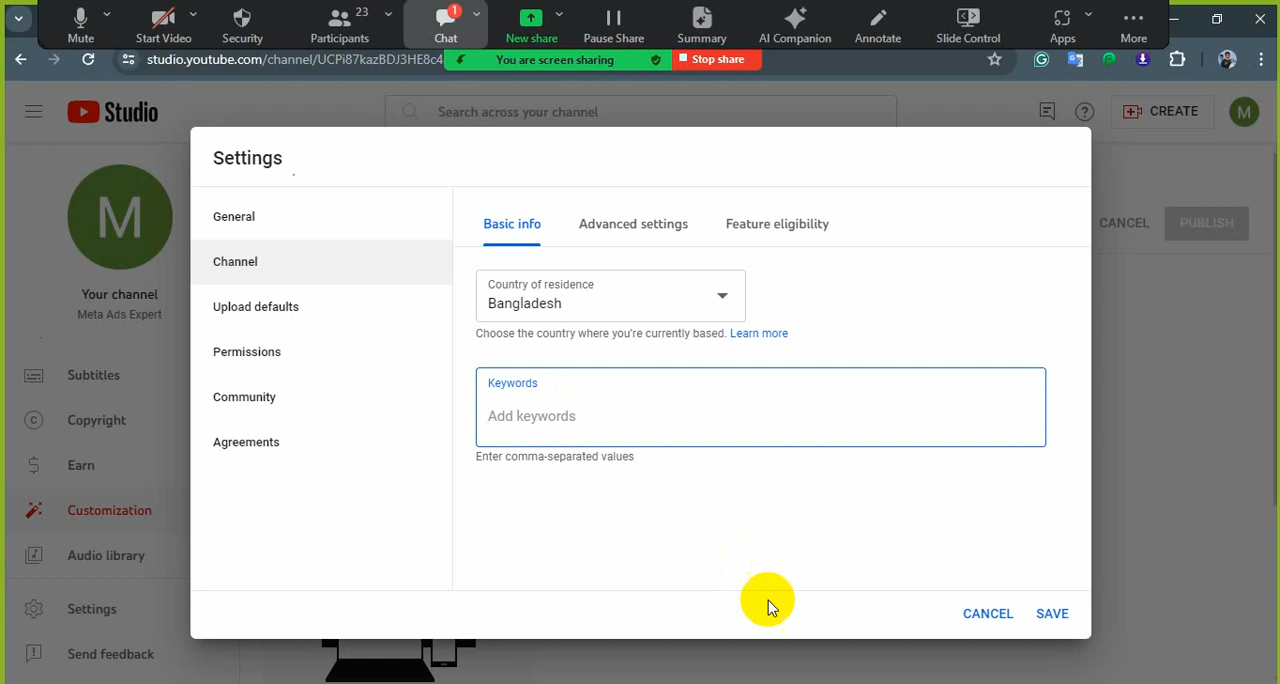 Mute
Start Video
Security
Participants
23
Chat
1
New share
Pause Share
Summary
AI Companion
Annotate
Slide Control
Apps
More
studio.youtube.com/channel/UCPi87kazBDJ3HE8c4
You are screen sharing
Stop share
Studio
Search across your channel
CREATE
M
M
Your channel
Meta Ads Expert
Subtitles
Copyright
Earn
Customization
Audio library
Settings
Send feedback
CANCEL
PUBLISH
Settings
General
Channel
Upload defaults
Permissions
Community
Agreements
Basic info
Advanced settings
Feature eligibility
Country of residence
Bangladesh
Choose the country where you're currently based. Learn more
Keywords
Add keywords
Enter comma-separated values
CANCEL
SAVE